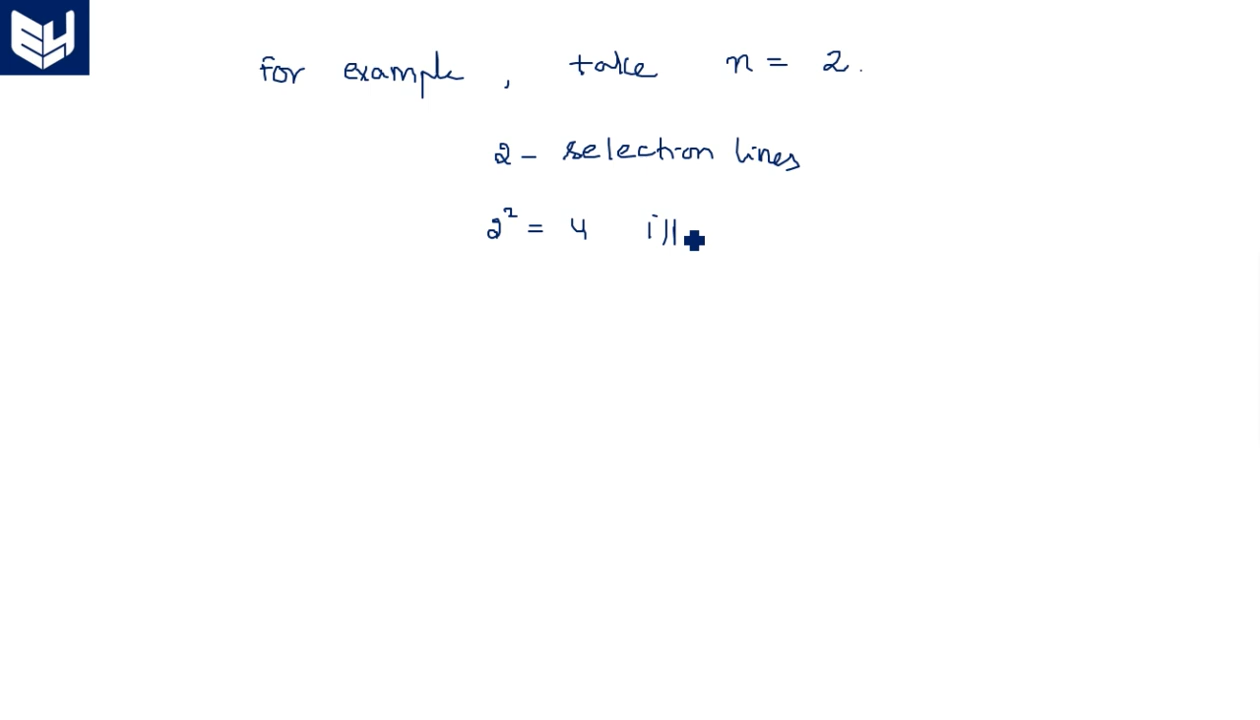 for example, take n = 2.
2 - selection lines
2² = 4 i/